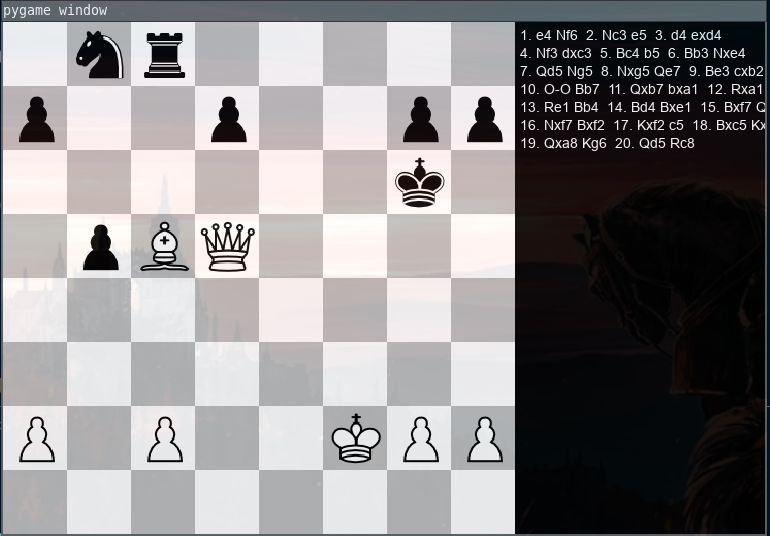 pygame window
1. e4 Nf6 2. Nc3 e5 3. d4 exd4
4. Nf3 dxc3 5. Bc4 b5 6. Bb3 Nxe4
7. Qd5 Ng5 8. Nxg5 Qe7 9. Be3 cxb2
10. O-O Bb7 11. Qxb7 bxa1 12. Rxa1
13. Re1 Bb4 14. Bd4 Bxe1 15. Bxf7 Q
16. Nxf7 Bxf2 17. Kxf2 c5 18. Bxc5 Kx
19. Qxa8 Kg6 20. Qd5 Rc8